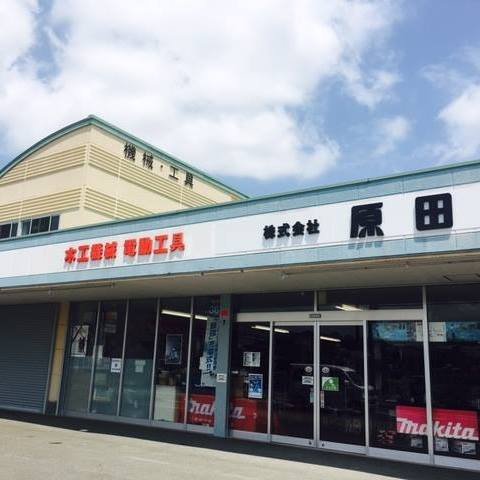 機械・工具
木工機械 電動工具
株式会社 原田
makita
makita